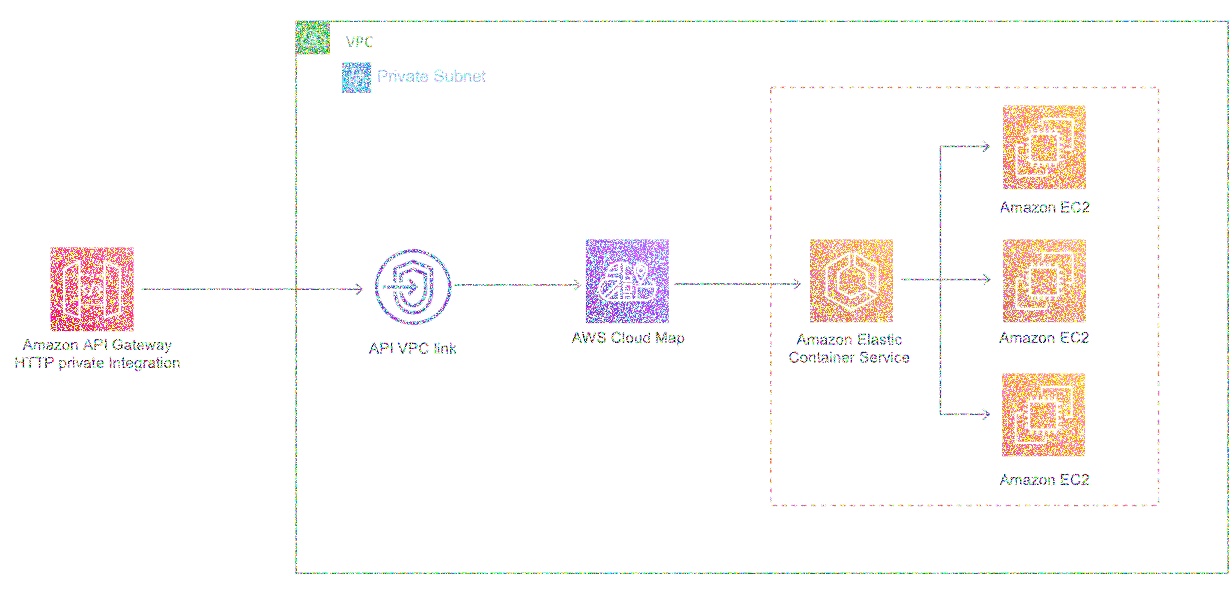 VPC
Private Subnet
Amazon EC2
Amazon API Gateway
HTTP private Integration
API VPC link
AWS Cloud Map
Amazon Elastic
Container Service
Amazon EC2
Amazon EC2